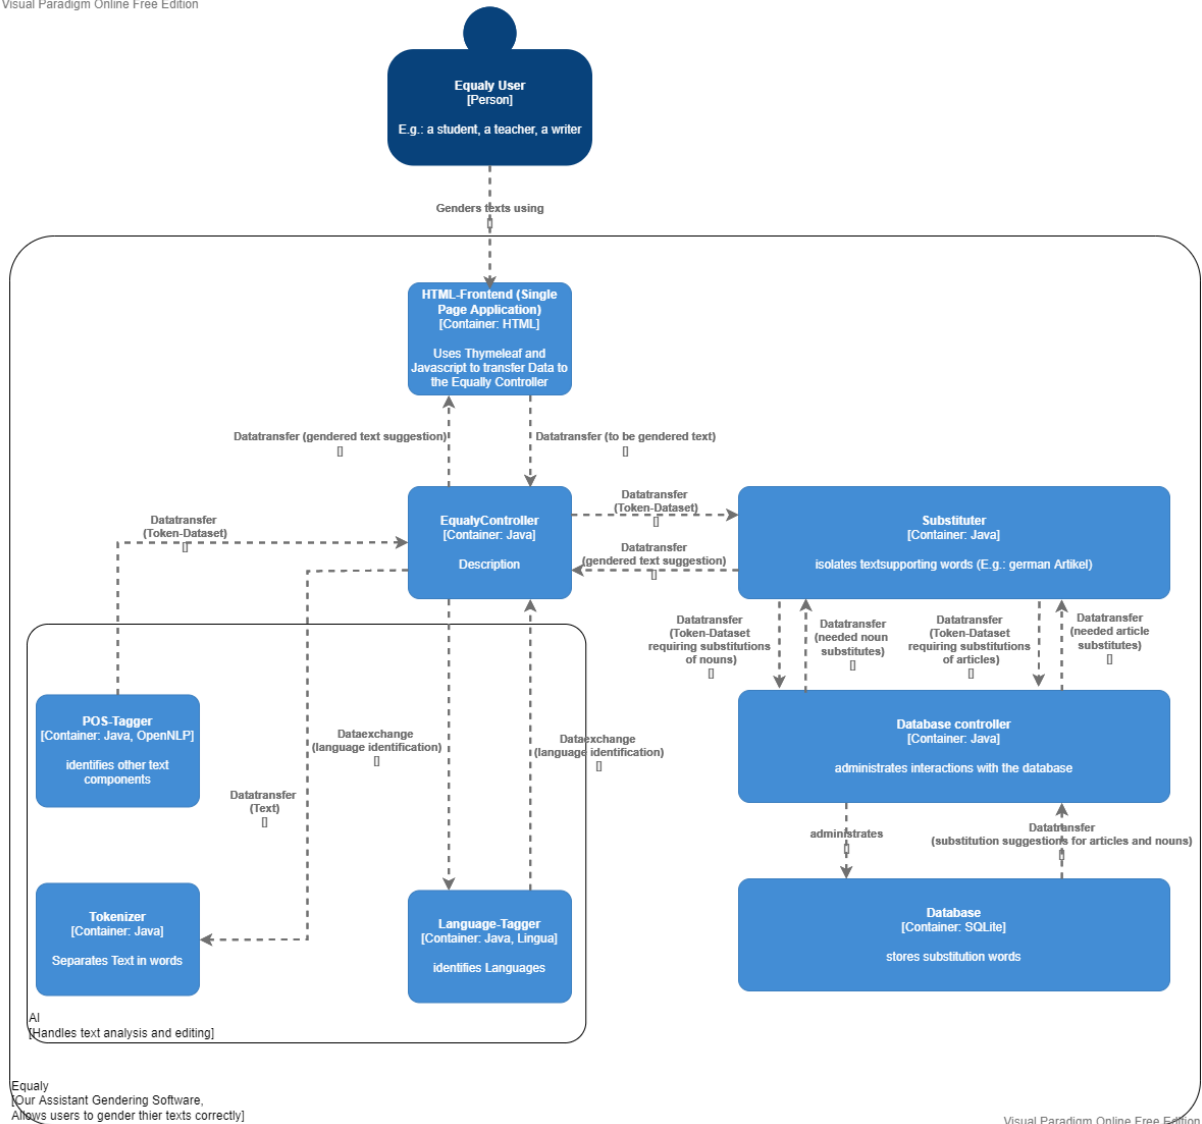 Visual Paradigm Online Free Edition
Equaly User
[Person]
E.g.: a student, a teacher, a writer
Genders texts using
[]
HTML-Frontend (Single
Page Application)
[Container: HTML]
Uses Thymeleaf and
Javascript to transfer Data to
the Equally Controller
Datatransfer (gendered text suggestion)
[]
Datatransfer (to be gendered text)
[]
EqualyController
[Container: Java]
Description
Datatransfer
(Token-Dataset)
[]
Datatransfer
(gendered text suggestion)
[]
Substituter
[Container: Java]
isolates textsupporting words (E.g.: german Artikel)
Datatransfer
(Token-Dataset)
[]
Datatransfer
(Token-Dataset
requiring substitutions
of nouns)
[]
Datatransfer
(needed noun
substitutes)
[]
Datatransfer
(Token-Dataset
requiring substitutions
of articles)
[]
Datatransfer
(needed article
substitutes)
[]
POS-Tagger
[Container: Java, OpenNLP]
identifies other text
components
Dataexchange
(language identification)
[]
Dataexchange
(language identification)
[]
Database controller
[Container: Java]
administrates interactions with the database
Datatransfer
(Text)
[]
administrates
[]
Datatransfer
(substitution suggestions for articles and nouns)
[]
Tokenizer
[Container: Java]
Separates Text in words
Language-Tagger
[Container: Java, Lingua]
identifies Languages
Database
[Container: SQLite]
stores substitution words
AI
[Handles text analysis and editing]
Equaly
[Our Assistant Gendering Software,
Allows users to gender thier texts correctly]
Visual Paradigm Online Free Edition